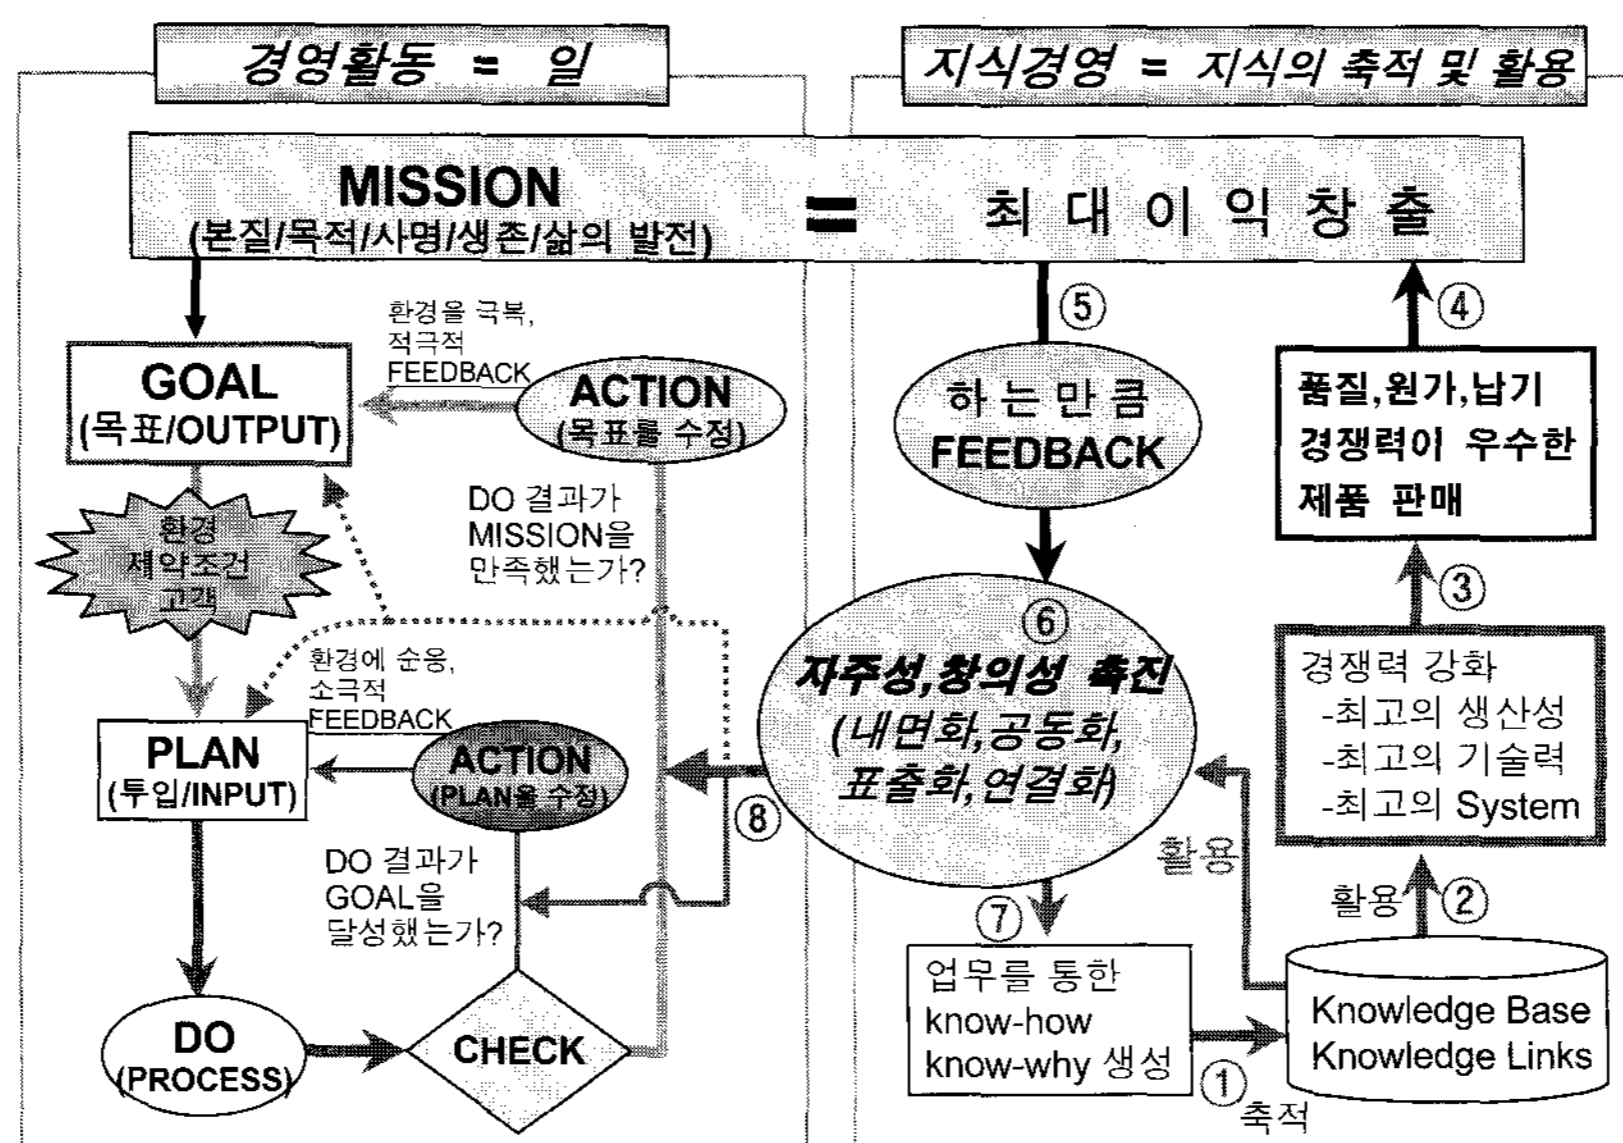 경영활동 = 일
지식경영 = 지식의 축적 및 활용
MISSION
(본질/목적/사명/생존/삶의 발전)
=
최대이익창출
환경을 극복,
적극적
FEEDBACK
GOAL
(목표/OUTPUT)
ACTION
(목표를 수정)
DO 결과가
MISSION을
만족했는가?
환경
제약조건
고객
환경에 순응,
소극적
FEEDBACK
PLAN
(투입/INPUT)
ACTION
(PLAN을 수정)
DO 결과가
GOAL을
달성했는가?
DO
(PROCESS)
CHECK
⑤
하는만큼
FEEDBACK
⑥
자주성,창의성 촉진
(내면화,공동화,
표출화,연결화)
⑧
⑦
업무를 통한
know-how
know-why 생성
①
축적
활용
④
품질,원가,납기
경쟁력이 우수한
제품 판매
③
경쟁력 강화
-최고의 생산성
-최고의 기술력
-최고의 System
활용
②
Knowledge Base
Knowledge Links